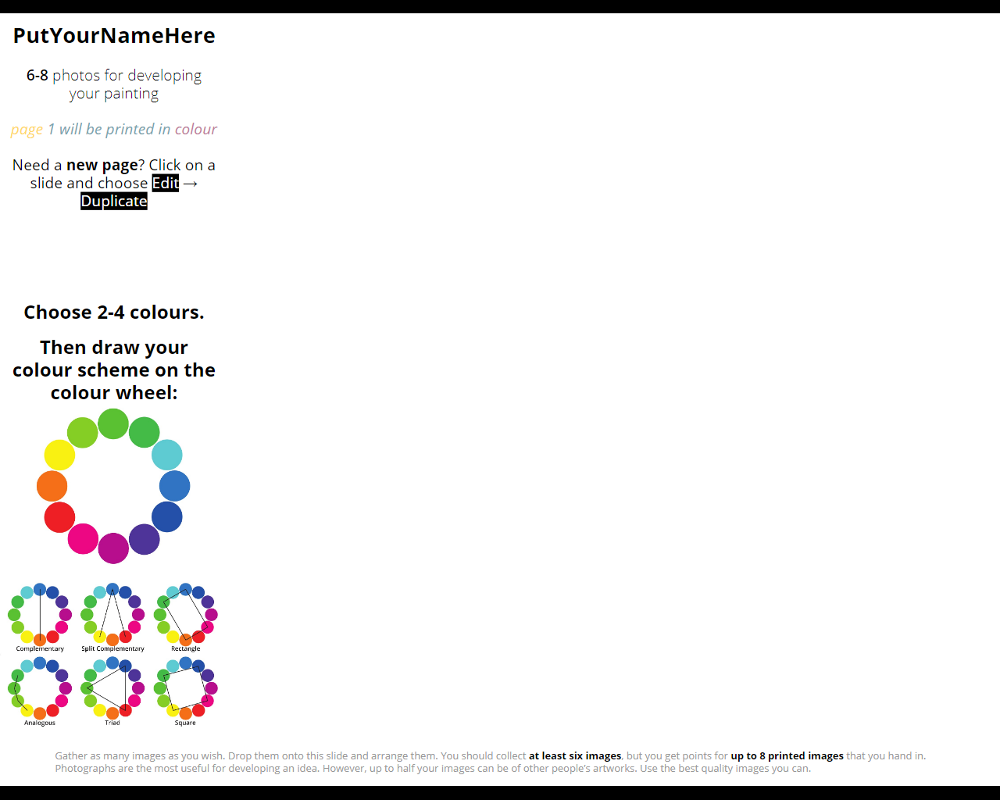 PutYourNameHere
6-8 photos for developing
your painting
page 1 will be printed in colour
Need a new page? Click on a
slide and choose Edit →
Duplicate
Choose 2-4 colours.
Then draw your
colour scheme on the
colour wheel:
Complementary
Split Complementary
Rectangle
Analogous
Triad
Square
Gather as many images as you wish. Drop them onto this slide and arrange them. You should collect at least six images, but you get points for up to 8 printed images that you hand in.
Photographs are the most useful for developing an idea. However, up to half your images can be of other people's artworks. Use the best quality images you can.